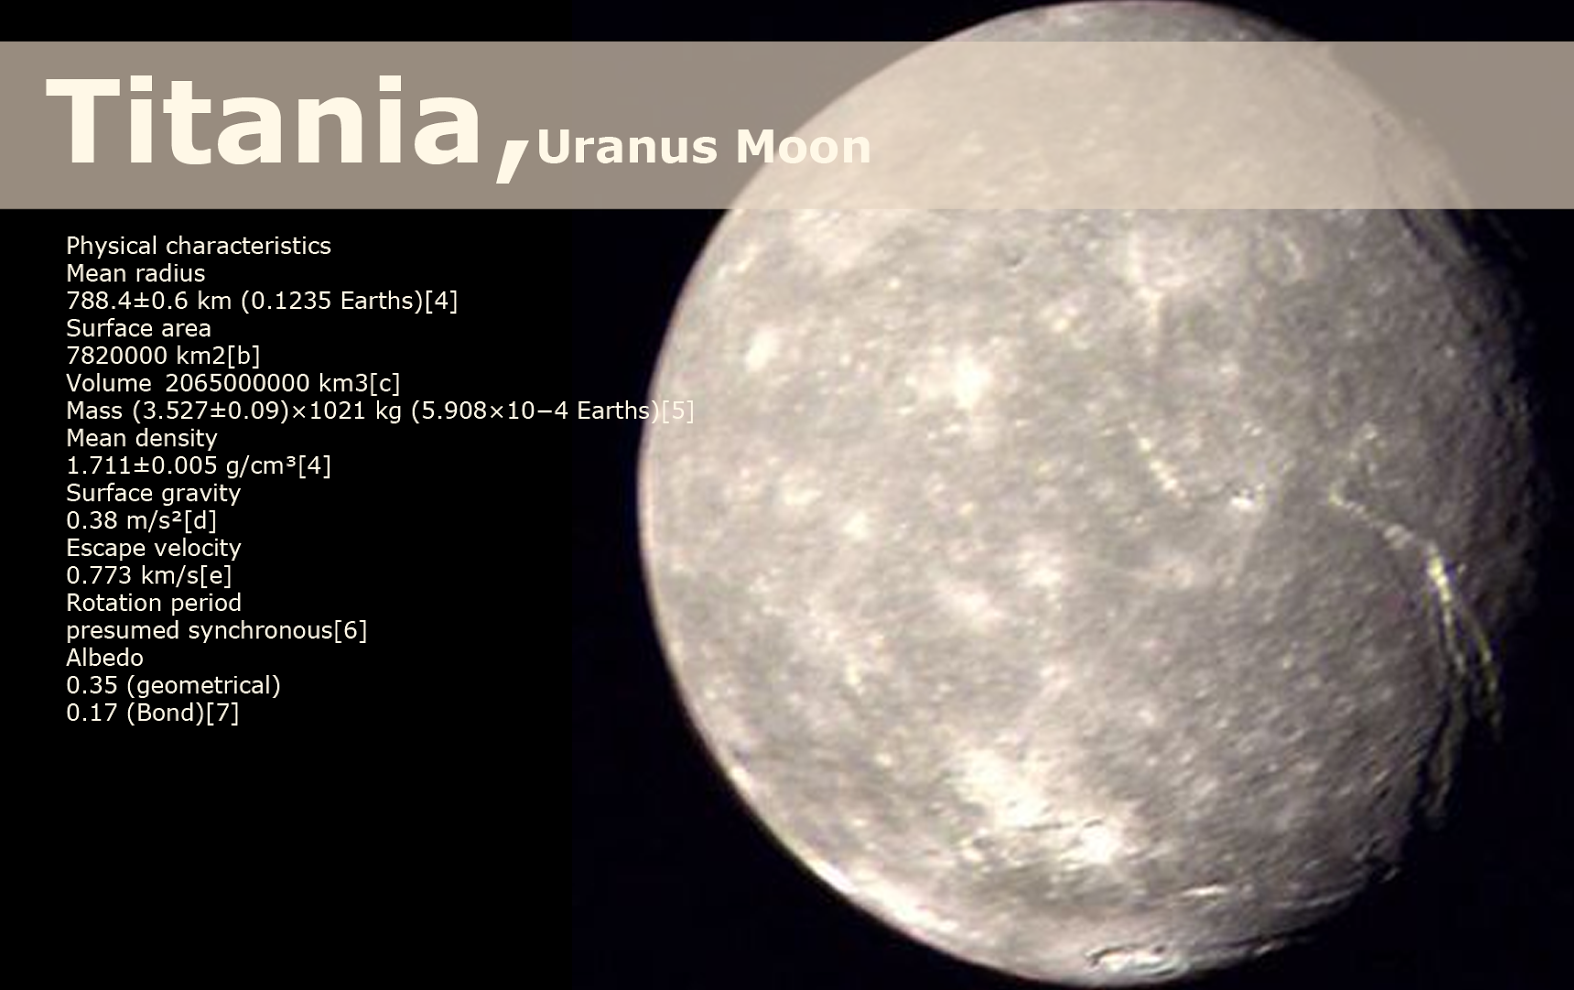 Titania, Uranus Moon
Physical characteristics
Mean radius
788.4±0.6 km (0.1235 Earths)[4]
Surface area
7820000 km2[b]
Volume  2065000000 km3[c]
Mass (3.527±0.09)×1021 kg (5.908×10−4 Earths)[5]
Mean density
1.711±0.005 g/cm³[4]
Surface gravity
0.38 m/s²[d]
Escape velocity
0.773 km/s[e]
Rotation period
presumed synchronous[6]
Albedo
0.35 (geometrical)
0.17 (Bond)[7]